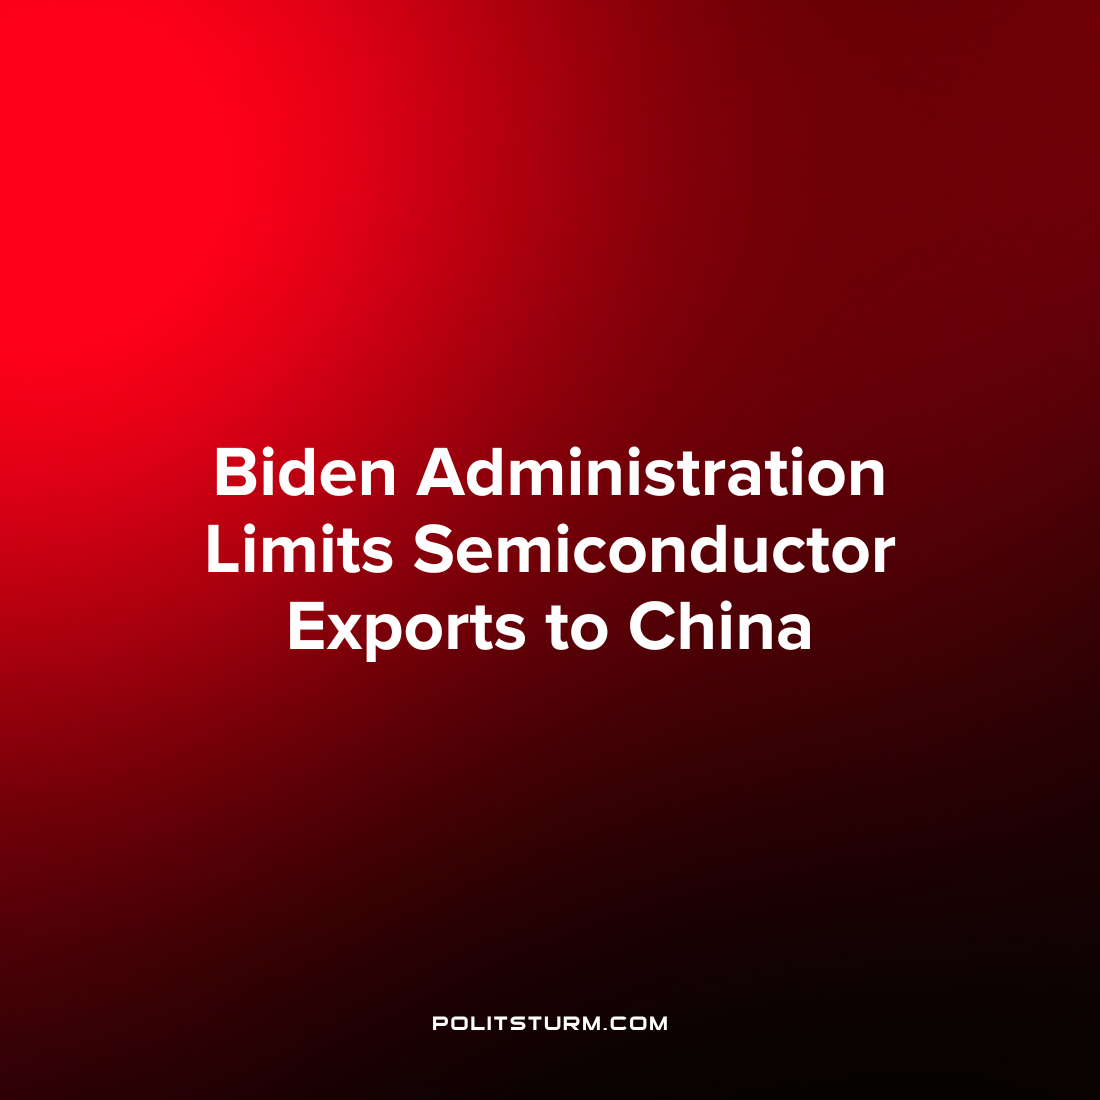 Biden Administration
Limits Semiconductor
Exports to China
POLITSTURM.COM